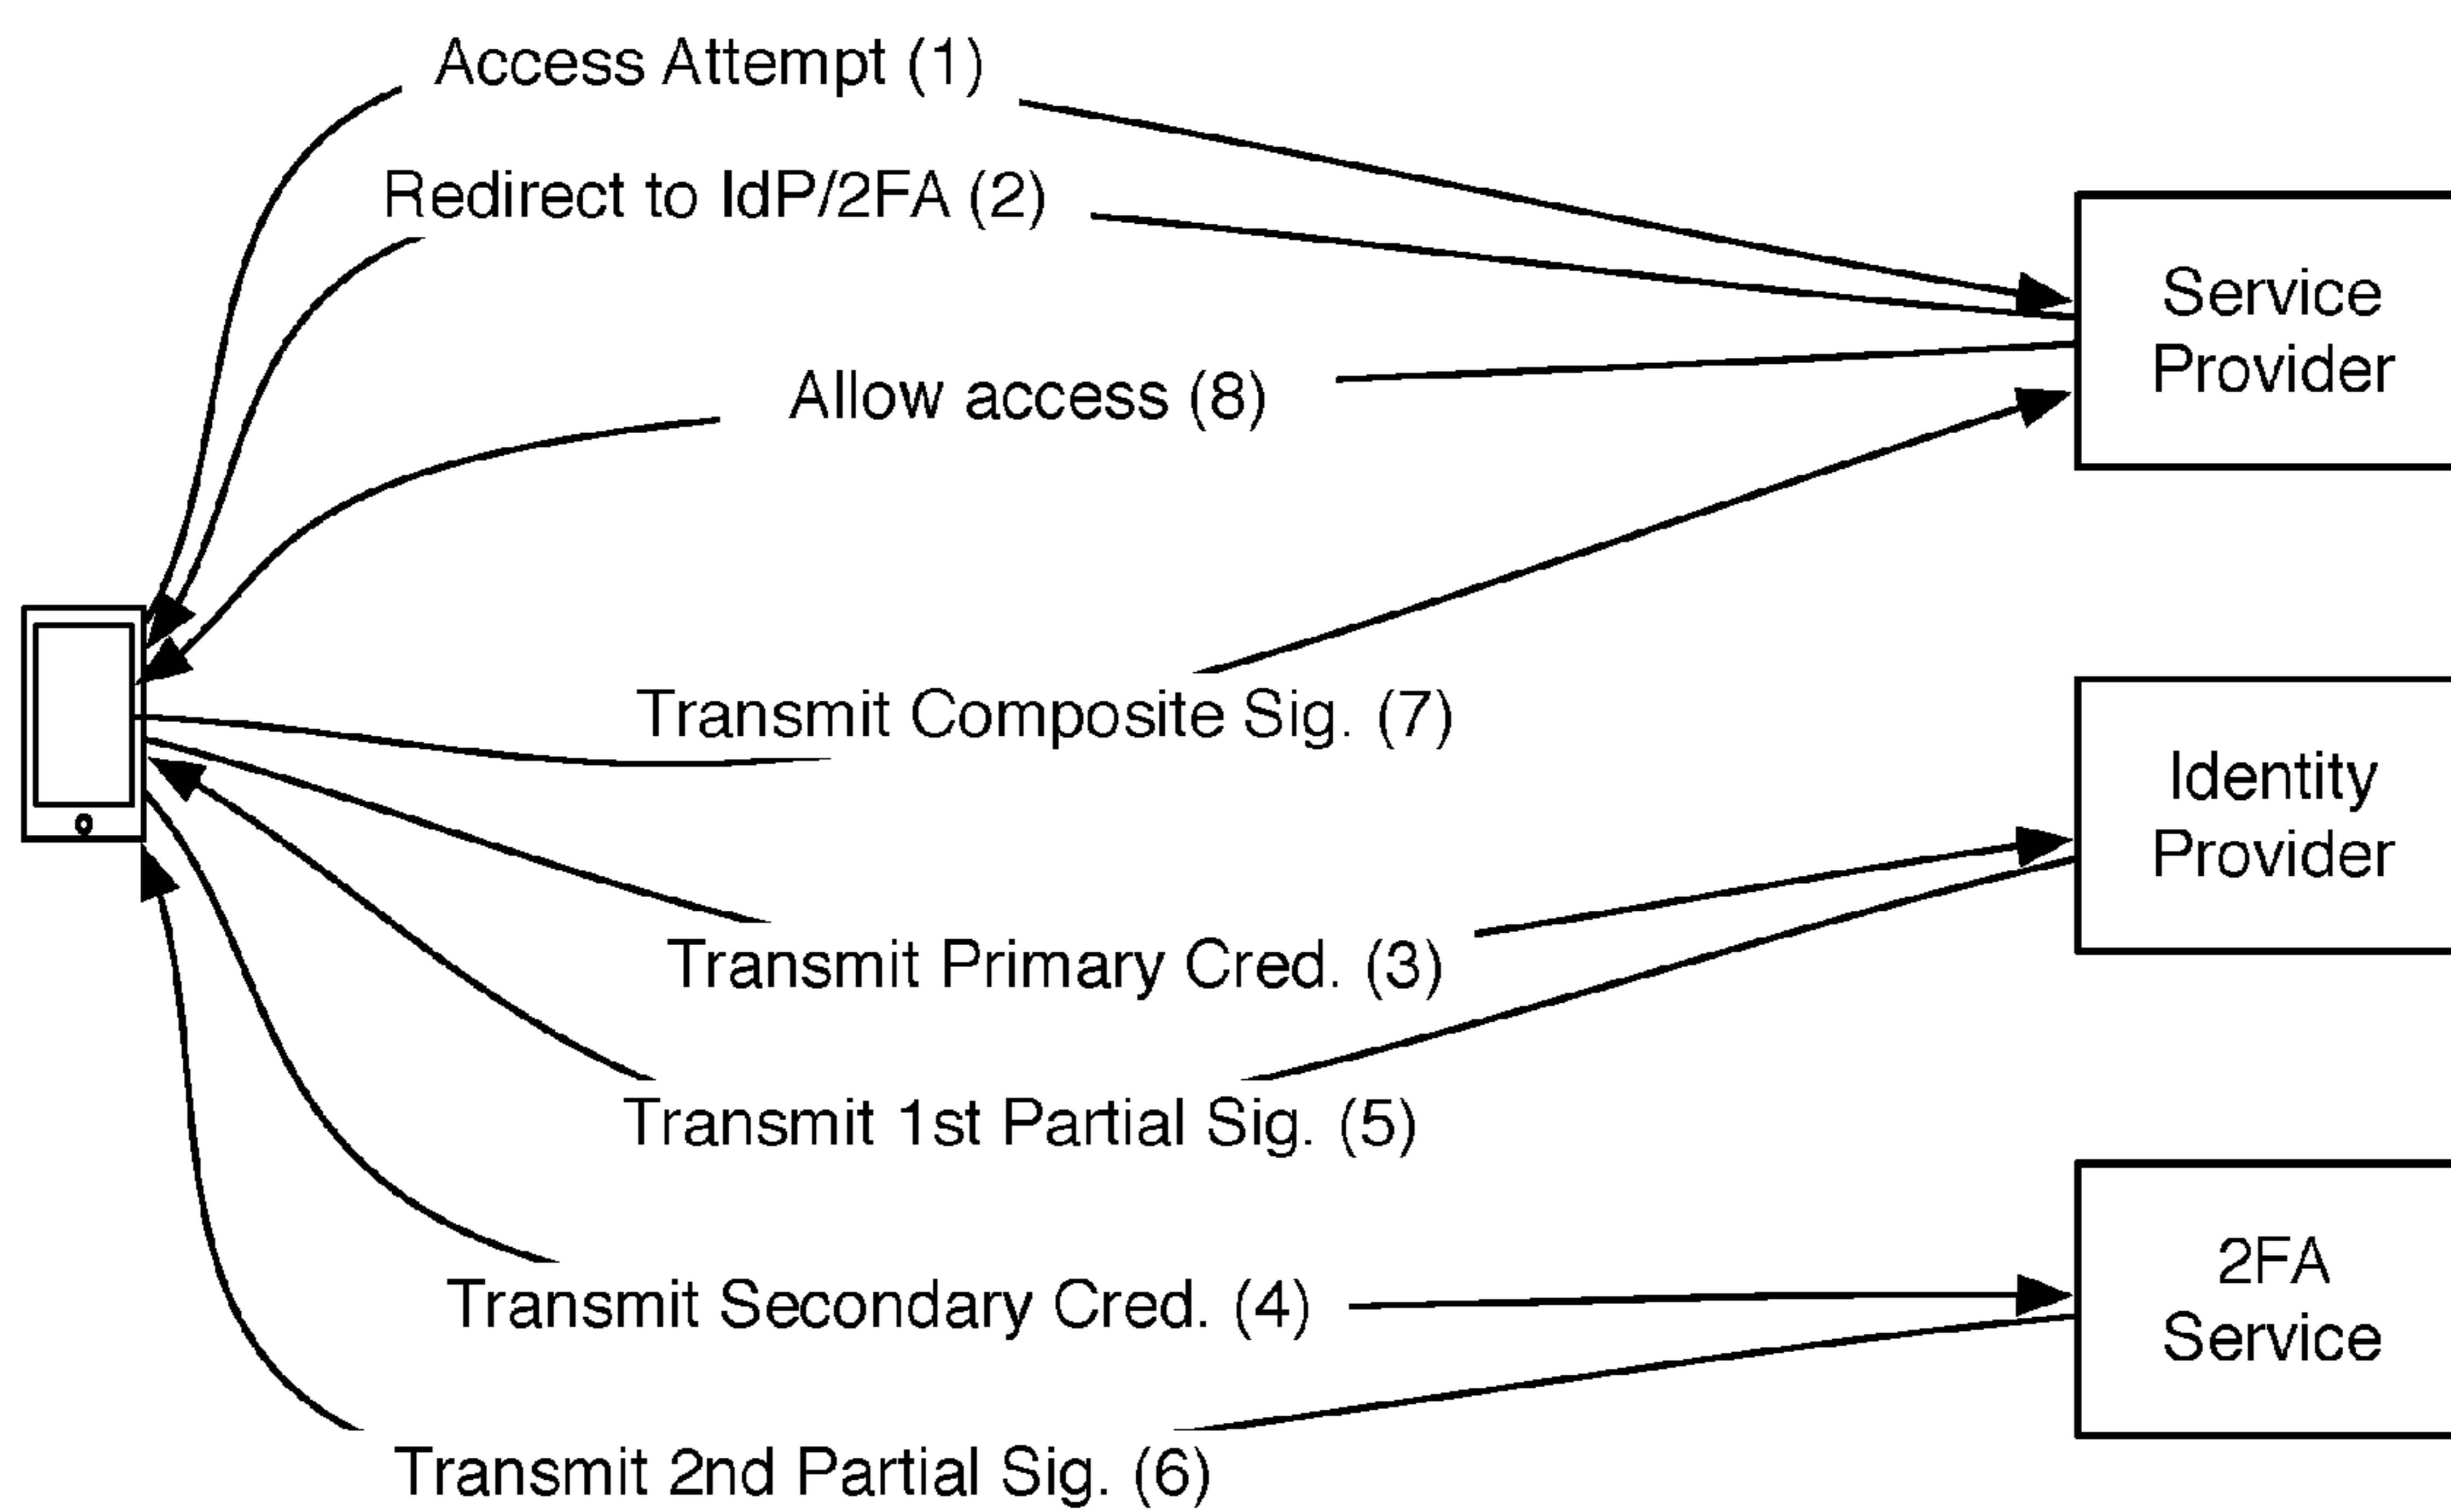 Access Attempt (1)
Redirect to IdP/2FA (2)
Service
Provider
Allow access (8)
Transmit Composite Sig. (7)
Identity
Provider
Transmit Primary Cred. (3)
Transmit 1st Partial Sig. (5)
2FA
Service
Transmit Secondary Cred. (4)
Transmit 2nd Partial Sig. (6)